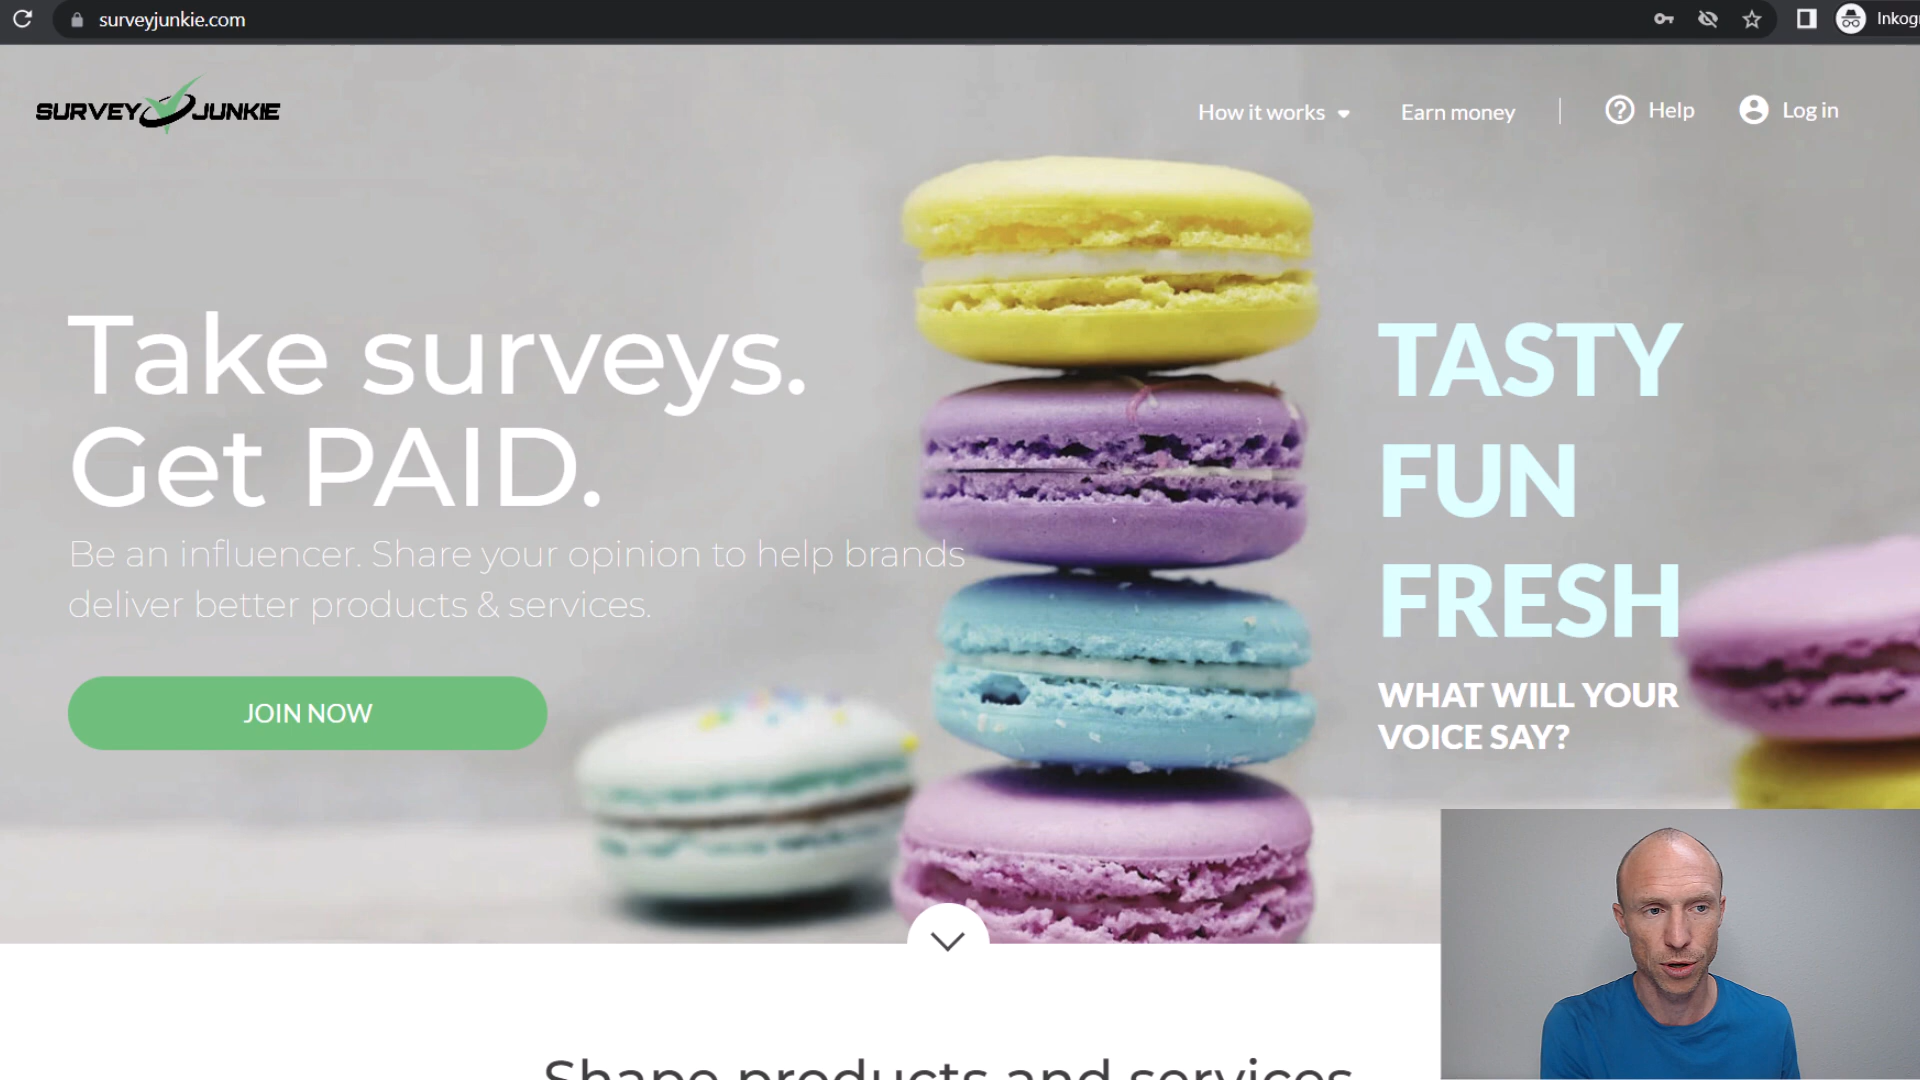 surveyjunkie.com
Inkog
SURVEY JUNKIE
How it works
Earn money
Help
Log in
Take surveys.
Get PAID.
Be an influencer. Share your opinion to help brands
deliver better products & services.
JOIN NOW
TASTY
FUN
FRESH
WHAT WILL YOUR
VOICE SAY?
Shape products and services